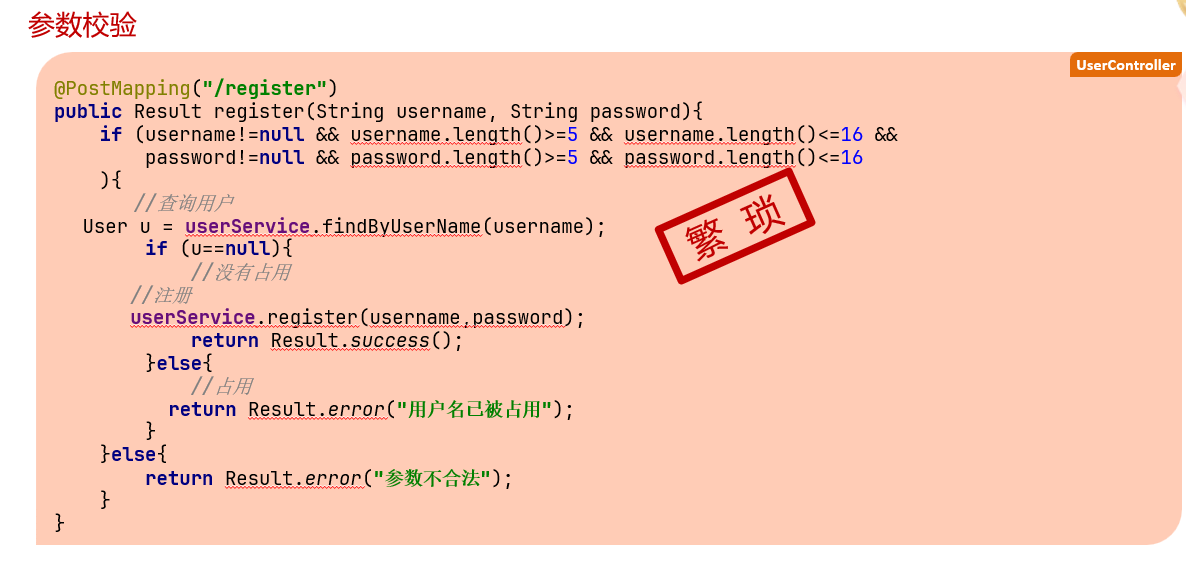 参数校验
UserController
@PostMapping("/register")
public Result register(String username, String password){
    if (username!=null && username.length()>=5 && username.length()<=16 &&
        password!=null && password.length()>=5 && password.length()<=16
    ){
        //查询用户
  User u = userService.findByUserName(username);
        if (u==null){
            //没有占用
       //注册
       userService.register(username,password);
            return Result.success();
        }else{
            //占用
          return Result.error("用户名已被占用");
        }
    }else{
        return Result.error("参数不合法");
    }
}
繁 琐